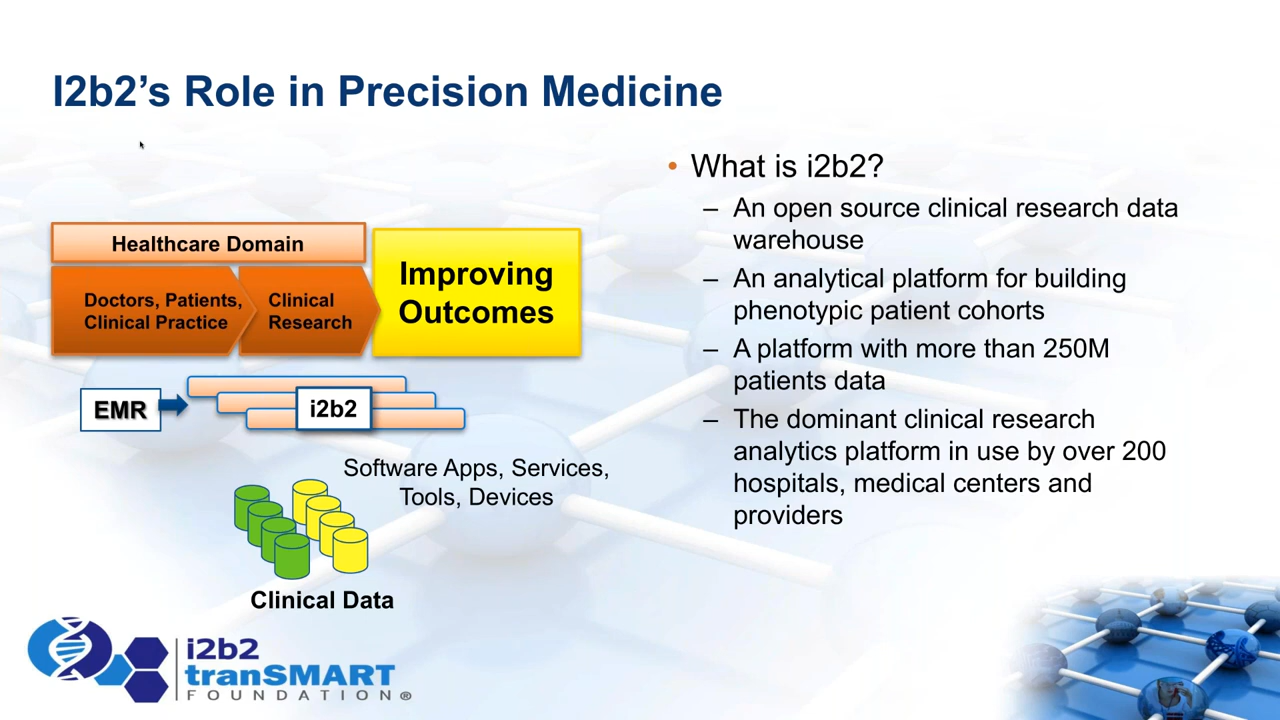 I2b2’s Role in Precision Medicine
Healthcare Domain
Doctors, Patients,
Clinical Practice
Clinical
Research
Improving
Outcomes
EMR
i2b2
Software Apps, Services,
Tools, Devices
Clinical Data
• What is i2b2?
– An open source clinical research data
warehouse
– An analytical platform for building
phenotypic patient cohorts
– A platform with more than 250M
patients data
– The dominant clinical research
analytics platform in use by over 200
hospitals, medical centers and
providers
i2b2
tranSMART
FOUNDATION®